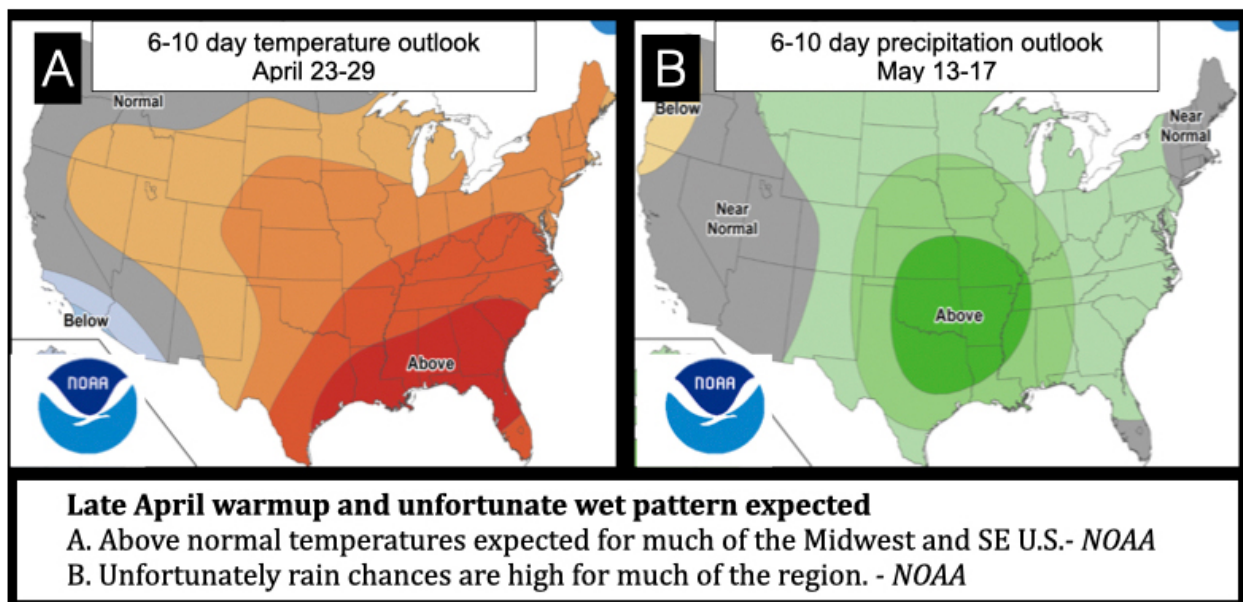 A
6-10 day temperature outlook
April 23-29
Normal
Below
Above
NOAA
B
6-10 day precipitation outlook
May 13-17
Below
Near
Normal
Near
Normal
Above
NOAA
Late April warmup and unfortunate wet pattern expected
A. Above normal temperatures expected for much of the Midwest and SE U.S.- NOAA
B. Unfortunately rain chances are high for much of the region. - NOAA